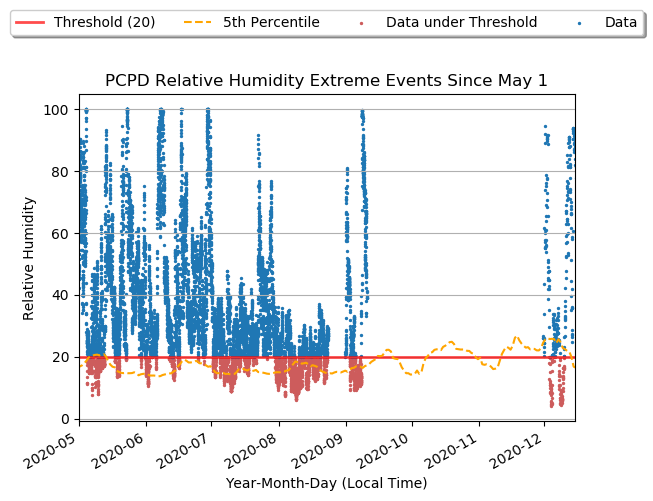 Threshold (20) 5th Percentile Data under Threshold Data
PCPD Relative Humidity Extreme Events Since May 1
Relative Humidity
100
80
60
40
20
0
2020-05 2020-06 2020-07 2020-08 2020-09 2020-10 2020-11 2020-12
Year-Month-Day (Local Time)